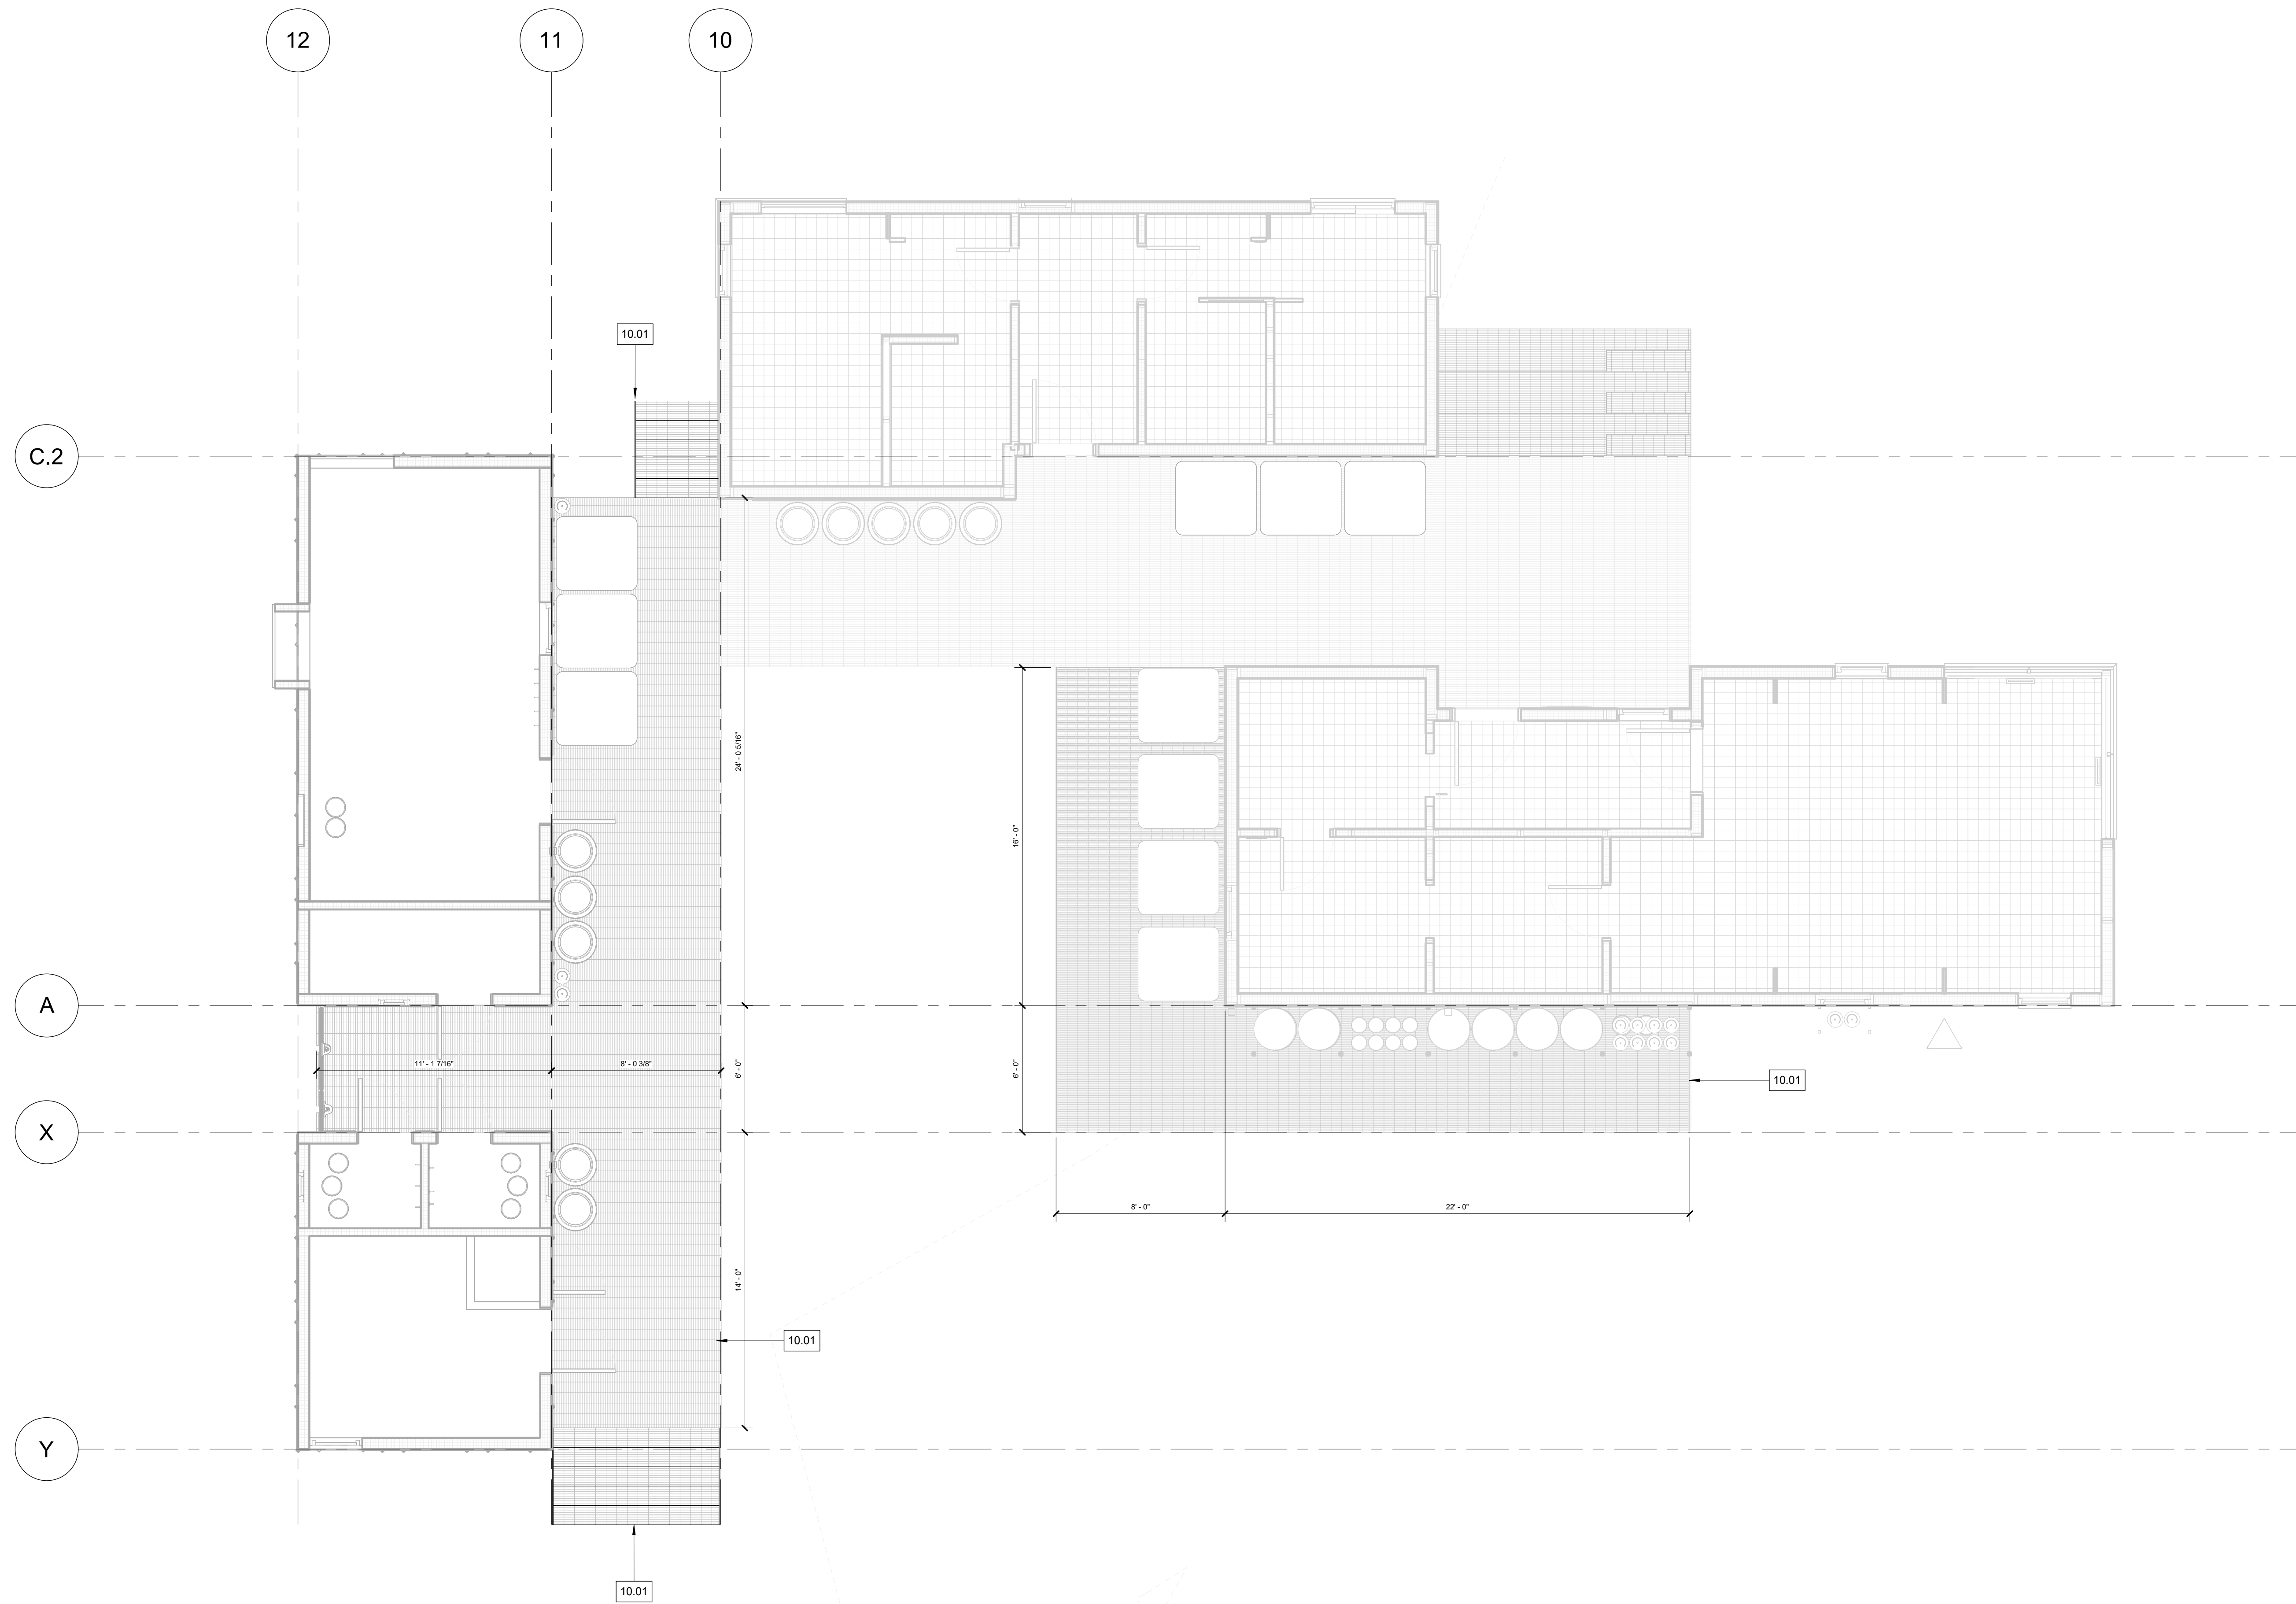 12
11
10
10.01
C.2
24' - 0 5/16"
16' - 0"
A
11' - 1 7/16"
8' - 0 3/8"
6' - 0"
6' - 0"
10.01
X
8' - 0"
22' - 0"
14' - 0"
10.01
Y
10.01